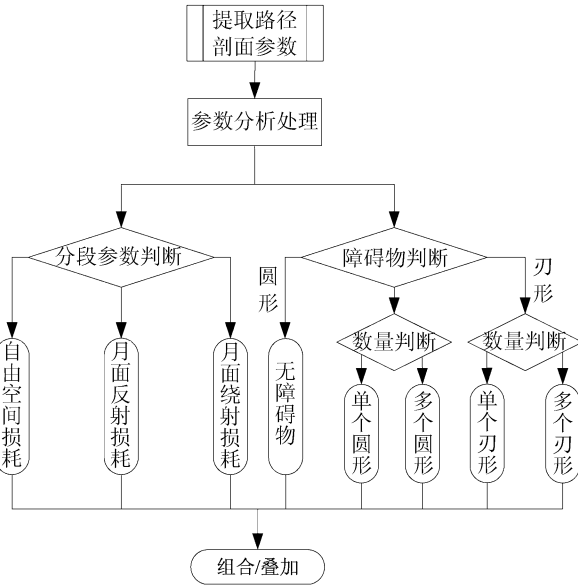 提取路径
剖面参数
参数分析处理
分段参数判断
障碍物判断
圆形
刃形
数量判断
数量判断
自由空间损耗
月面反射损耗
月面绕射损耗
无障碍物
单个圆形
多个圆形
单个刃形
多个刃形
组合/叠加